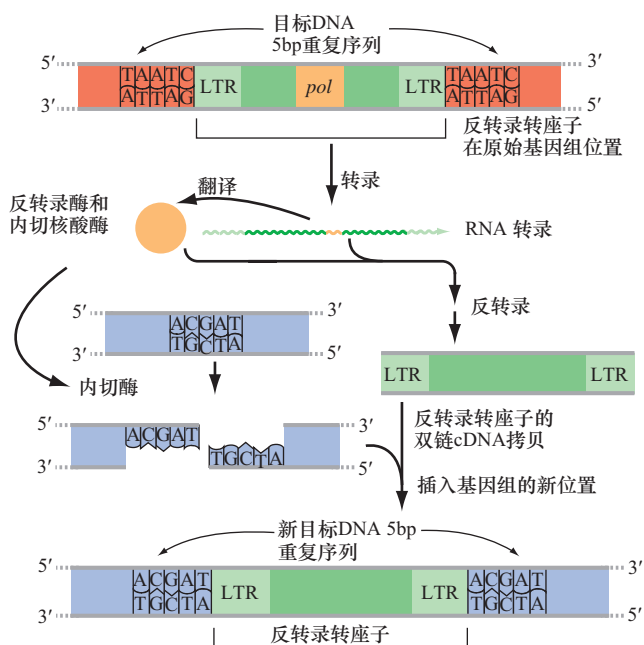 目标DNA
5bp重复序列
5′
3′
TAATC
TAATC
LTR
pol
LTR
ATTAG
ATTAG
3′
5′
反转录转座子
在原始基因组位置
转录
翻译
反转录酶和
内切核酸酶
RNA 转录
反转录
5′
3′
ACGAT
TGCTA
3′
5′
LTR
LTR
内切酶
反转录转座子的
双链cDNA拷贝
5′
3′
ACGAT
TGCTA
3′
5′
插入基因组的新位置
新目标DNA 5bp
重复序列
5′
3′
ACGAT
ACGAT
LTR
LTR
TGCTA
TGCTA
3′
5′
反转录转座子